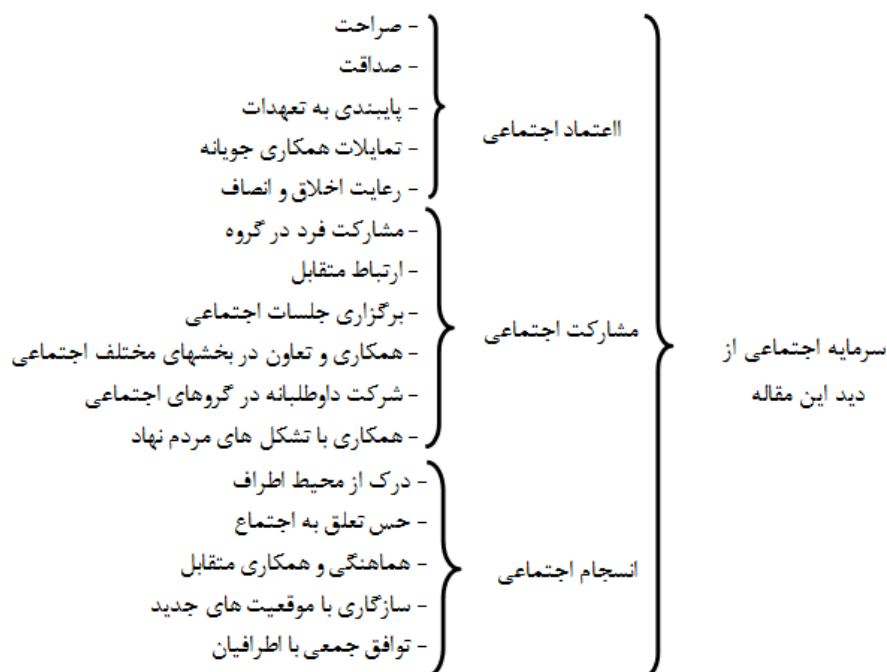 سرمایه اجتماعی از
دید این مقاله
ااعتماد اجتماعی
- صراحت
- صداقت
- پایبندی به تعهدات
- تمایلات همکاری جویانه
- رعایت اخلاق و انصاف
مشارکت اجتماعی
- مشارکت فرد در گروه
- ارتباط متقابل
- برگزاری جلسات اجتماعی
- همکاری و تعاون در بخشهای مختلف اجتماعی
- شرکت داوطلبانه در گروهای اجتماعی
- همکاری با تشکل های مردم نهاد
انسجام اجتماعی
- درک از محیط اطراف
- حس تعلق به اجتماع
- هماهنگی و همکاری متقابل
- سازگاری با موقعیت های جدید
- توافق جمعی با اطرافیان